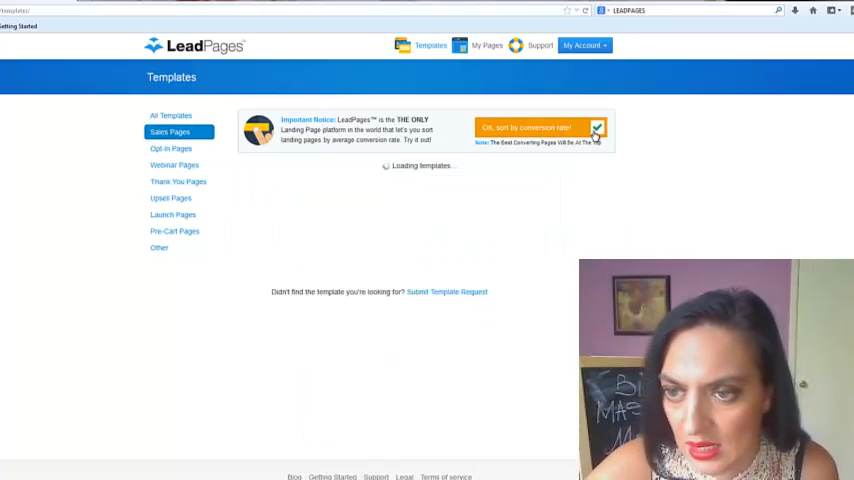 templates/
LEADPAGES
Getting Started
LeadPages™
Templates
My Pages
Support
My Account
Templates
All Templates
Sales Pages
Opt-In Pages
Webinar Pages
Thank You Pages
Upsell Pages
Launch Pages
Pre-Cart Pages
Other
Important Notice: LeadPages™ is the THE ONLY
Landing Page platform in the world that let's you sort
landing pages by average conversion rate. Try it out!
OK, sort by conversion rate!
Note: The Best Converting Pages Will Be At The Top
Loading templates...
Didn't find the template you're looking for? Submit Template Request
Blog Getting Started Support Legal Terms of service